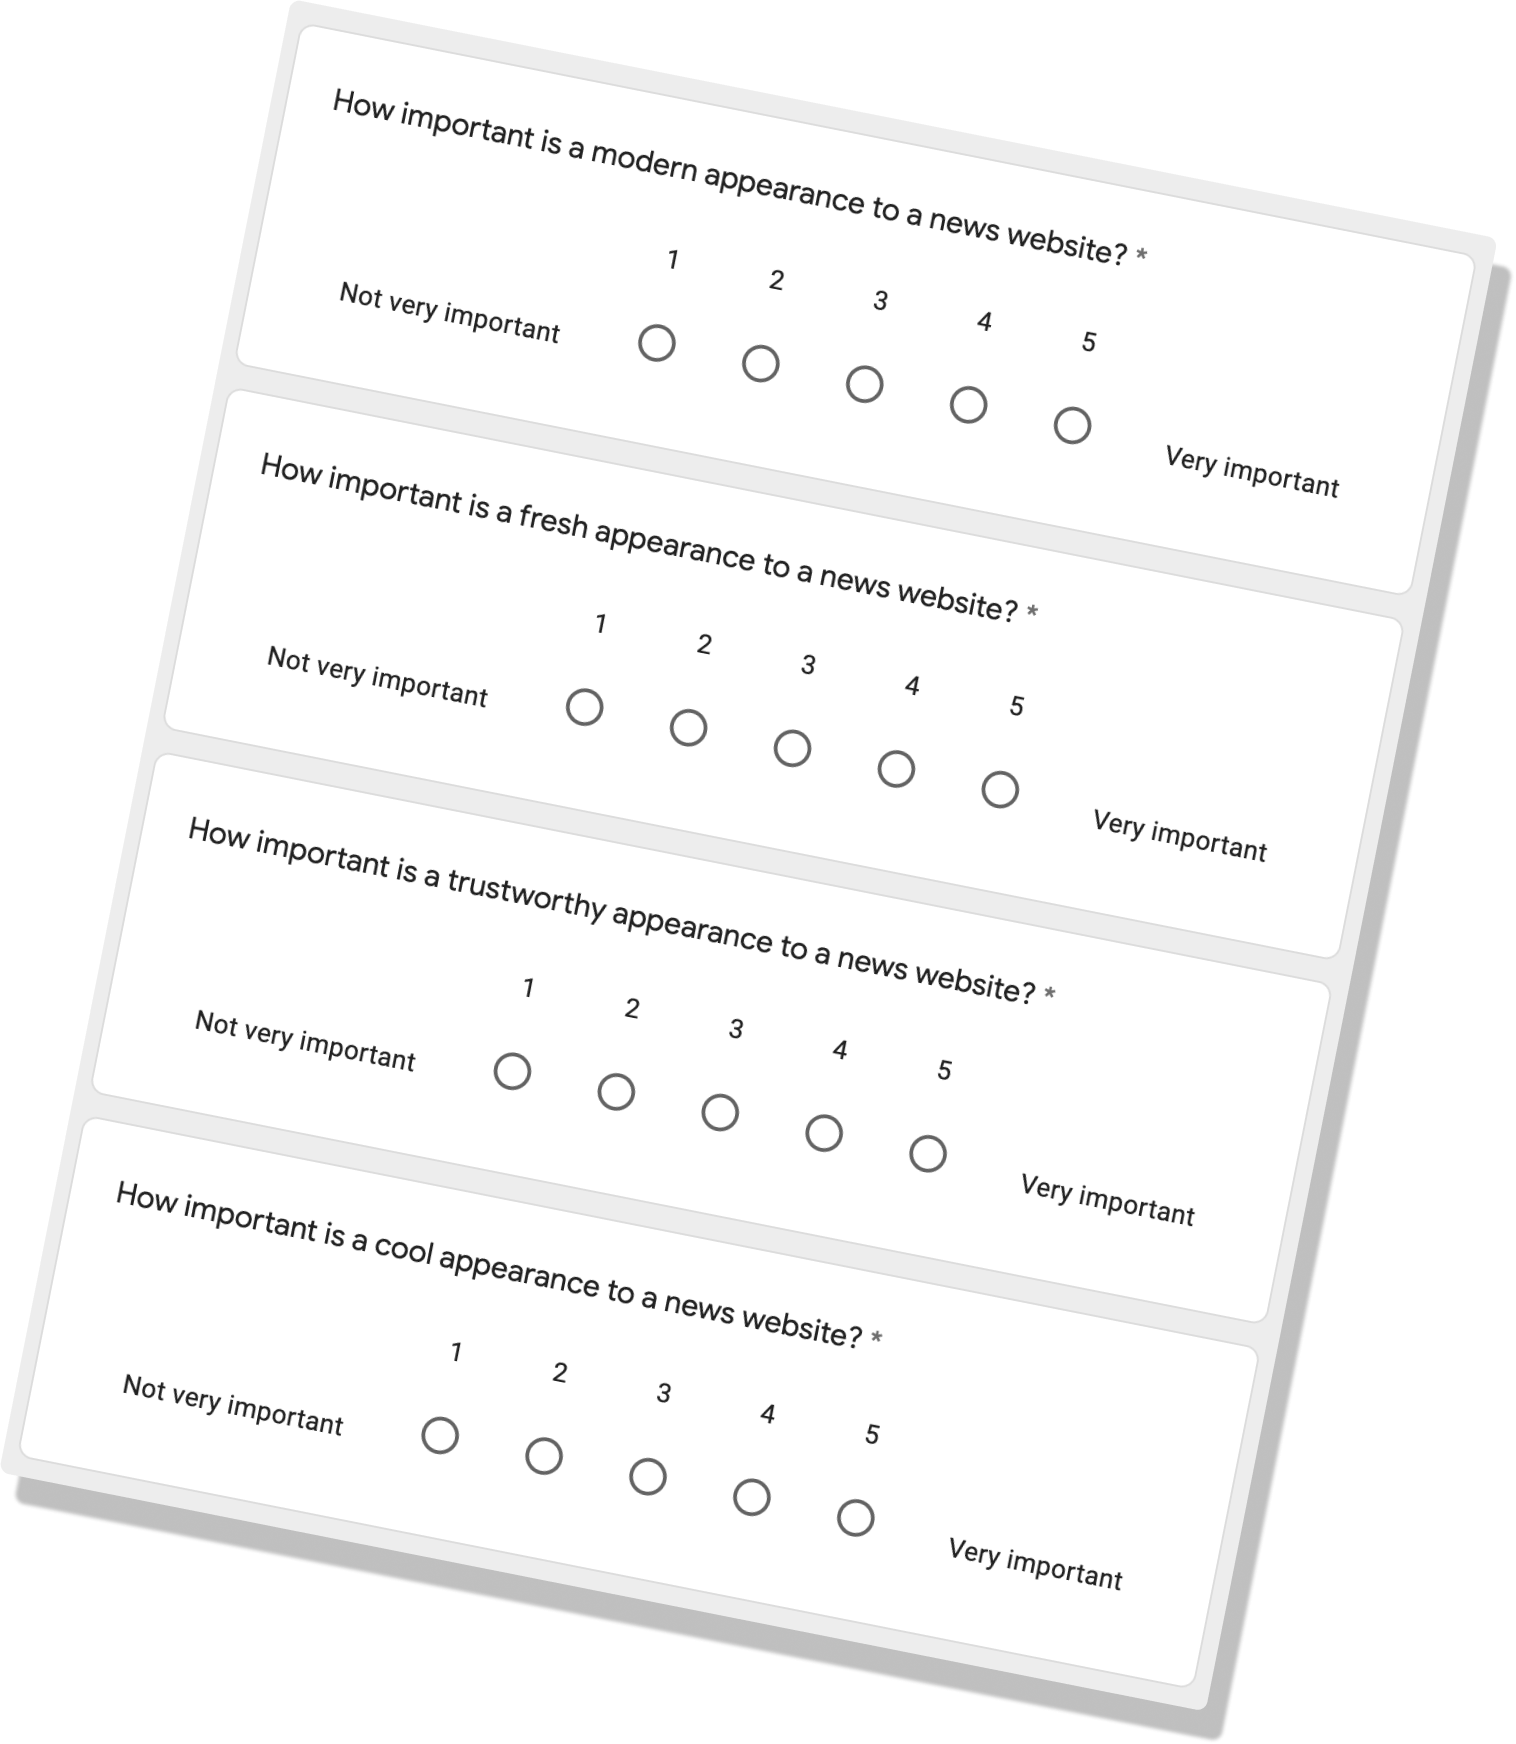 How important is a modern appearance to a news website? *
1 2 3 4 5
Not very important Very important
How important is a fresh appearance to a news website? *
1 2 3 4 5
Not very important Very important
How important is a trustworthy appearance to a news website? *
1 2 3 4 5
Not very important Very important
How important is a cool appearance to a news website? *
1 2 3 4 5
Not very important Very important